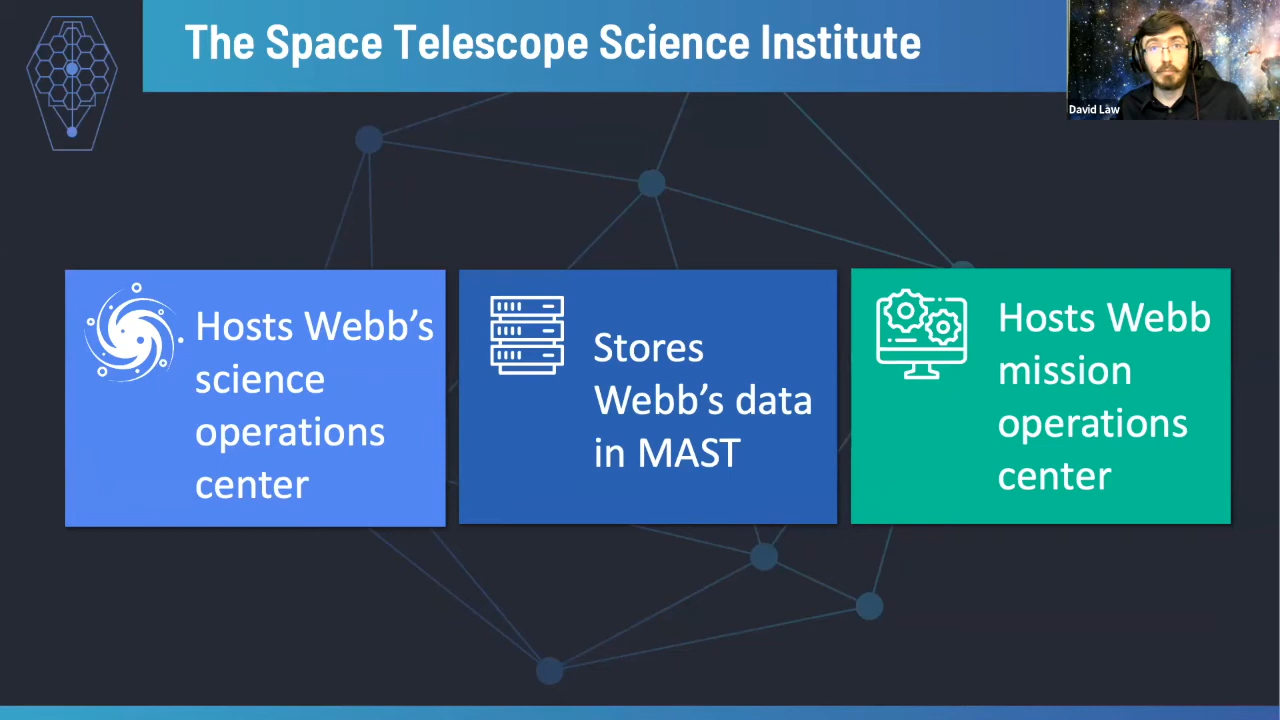 The Space Telescope Science Institute
David Law
Hosts Webb’s
science
operations
center
Stores
Webb’s data
in MAST
Hosts Webb
mission
operations
center